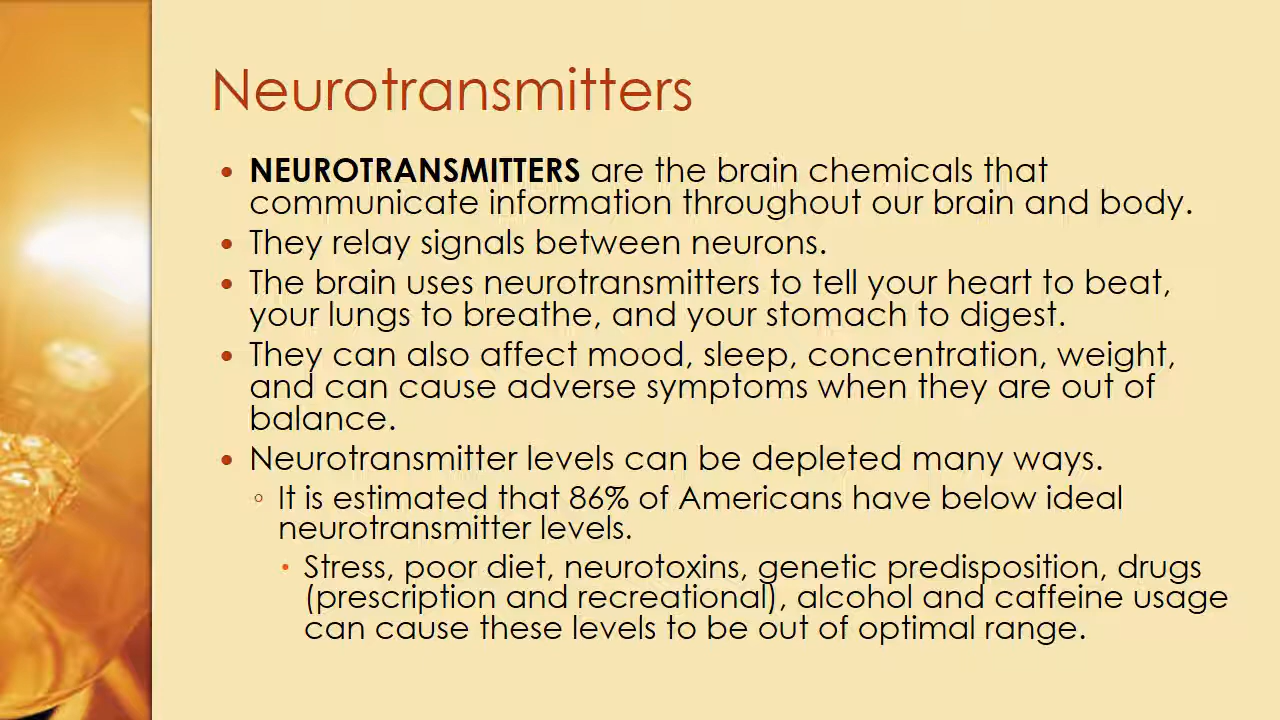 Neurotransmitters
• NEUROTRANSMITTERS are the brain chemicals that
communicate information throughout our brain and body.
• They relay signals between neurons.
• The brain uses neurotransmitters to tell your heart to beat,
your lungs to breathe, and your stomach to digest.
• They can also affect mood, sleep, concentration, weight,
and can cause adverse symptoms when they are out of
balance.
• Neurotransmitter levels can be depleted many ways.
◦ It is estimated that 86% of Americans have below ideal
neurotransmitter levels.
▪ Stress, poor diet, neurotoxins, genetic predisposition, drugs
(prescription and recreational), alcohol and caffeine usage
can cause these levels to be out of optimal range.